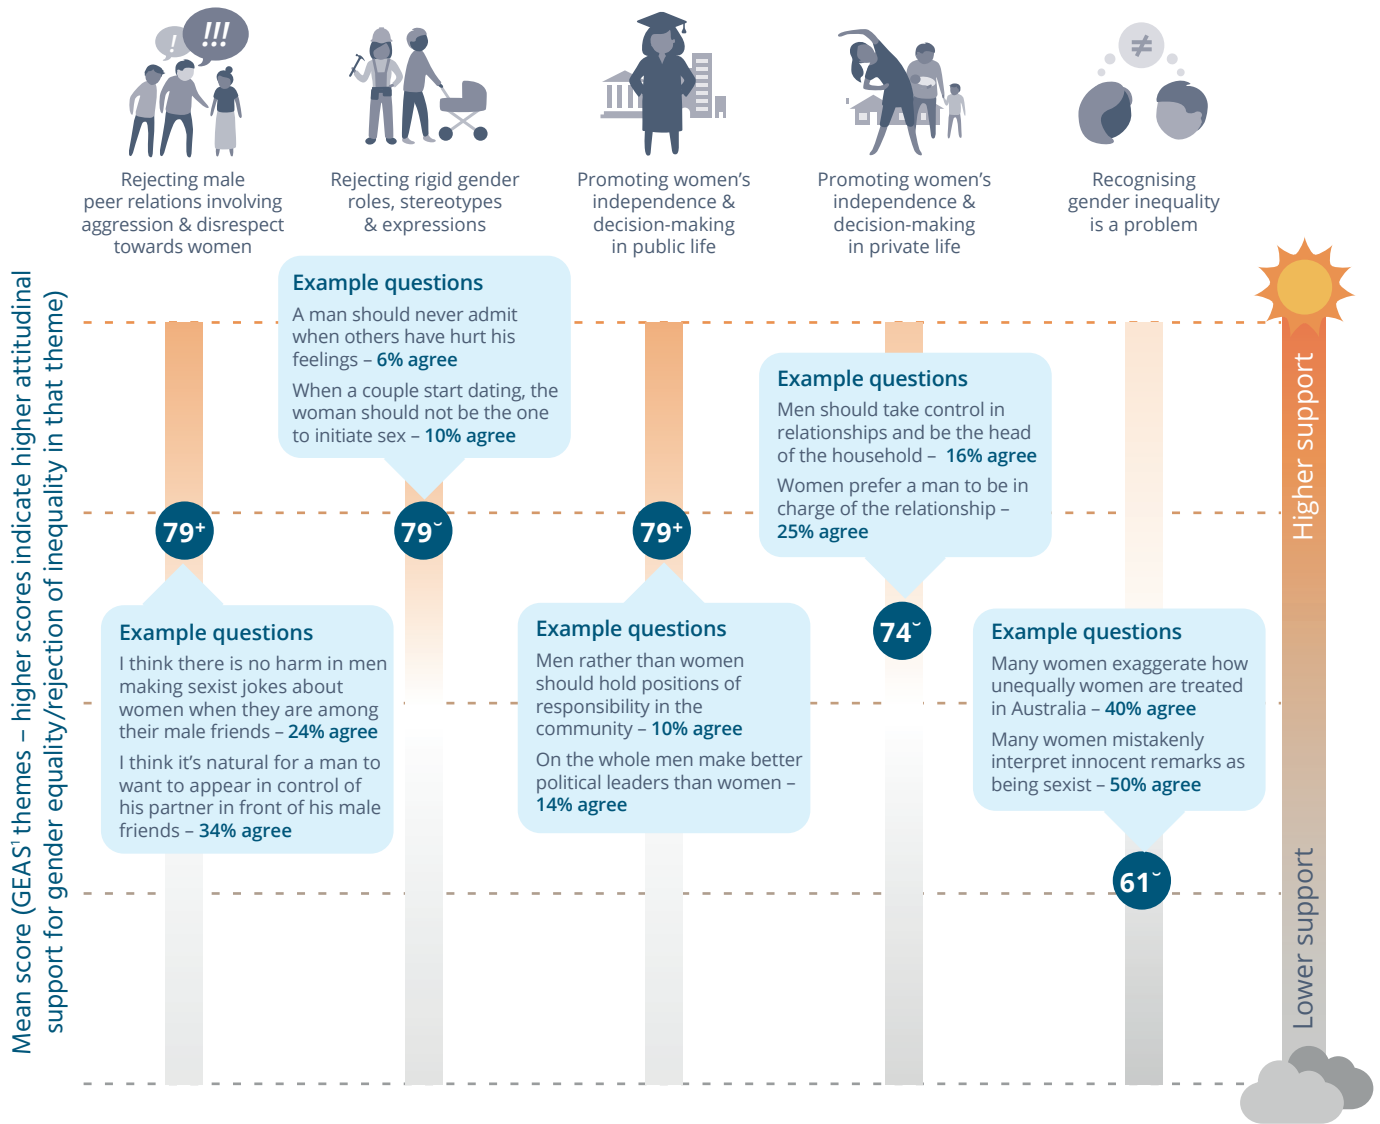 !
!!!
≠
Rejecting male
peer relations involving
aggression & disrespect
towards women
Rejecting rigid gender
roles, stereotypes
& expressions
Promoting women's
independence &
decision-making
in public life
Promoting women's
independence &
decision-making
in private life
Recognising
gender inequality
is a problem
Mean score (GEAS¹ themes – higher scores indicate higher attitudinal
support for gender equality/rejection of inequality in that theme)
79⁺
Example questions
I think there is no harm in men
making sexist jokes about
women when they are among
their male friends – 24% agree
I think it's natural for a man to
want to appear in control of
his partner in front of his male
friends – 34% agree
Example questions
A man should never admit
when others have hurt his
feelings – 6% agree
When a couple start dating, the
woman should not be the one
to initiate sex – 10% agree
79˘
79⁺
Example questions
Men rather than women
should hold positions of
responsibility in the
community – 10% agree
On the whole men make better
political leaders than women –
14% agree
Example questions
Men should take control in
relationships and be the head
of the household – 16% agree
Women prefer a man to be in
charge of the relationship –
25% agree
74˘
Example questions
Many women exaggerate how
unequally women are treated
in Australia – 40% agree
Many women mistakenly
interpret innocent remarks as
being sexist – 50% agree
61˘
Higher support
Lower support